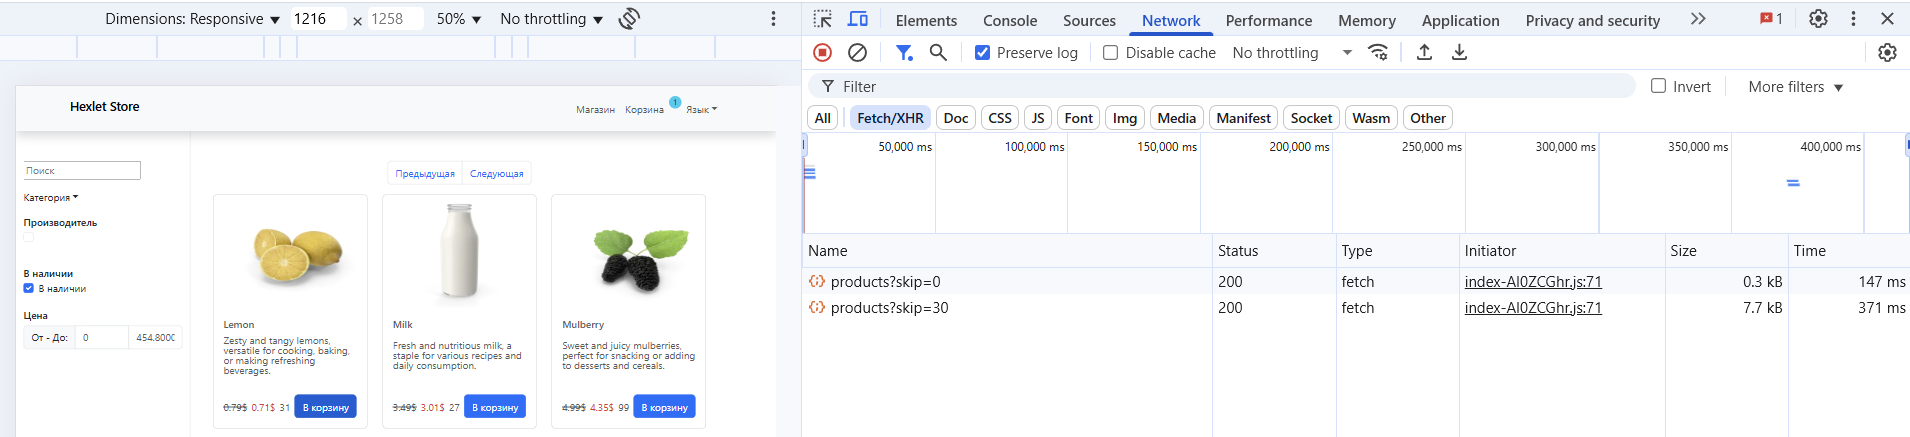 Dimensions: Responsive ▼ 1216 × 1258 50% ▼ No throttling ▼
Hexlet Store
Магазин Корзина 1 Язык
Поиск
Категория
Производитель
В наличии
В наличии
Цена
От - До: 0 454.8000
Предыдущая Следующая
Lemon
Zesty and tangy lemons,
versatile for cooking, baking,
or making refreshing
beverages.
0.79$ 0.71$ 31 В корзину
Milk
Fresh and nutritious milk, a
staple for various recipes and
daily consumption.
3.49$ 3.01$ 27 В корзину
Mulberry
Sweet and juicy mulberries,
perfect for snacking or adding
to desserts and cereals.
4.99$ 4.35$ 99 В корзину
Elements Console Sources Network Performance Memory Application Privacy and security 1
Preserve log Disable cache No throttling
Filter Invert More filters ▼
All Fetch/XHR Doc CSS JS Font Img Media Manifest Socket Wasm Other
50,000 ms 100,000 ms 150,000 ms 200,000 ms 250,000 ms 300,000 ms 350,000 ms 400,000 ms
Name Status Type Initiator Size Time
products?skip=0 200 fetch index-AI0ZCGhr.js:71 0.3 kB 147 ms
products?skip=30 200 fetch index-AI0ZCGhr.js:71 7.7 kB 371 ms